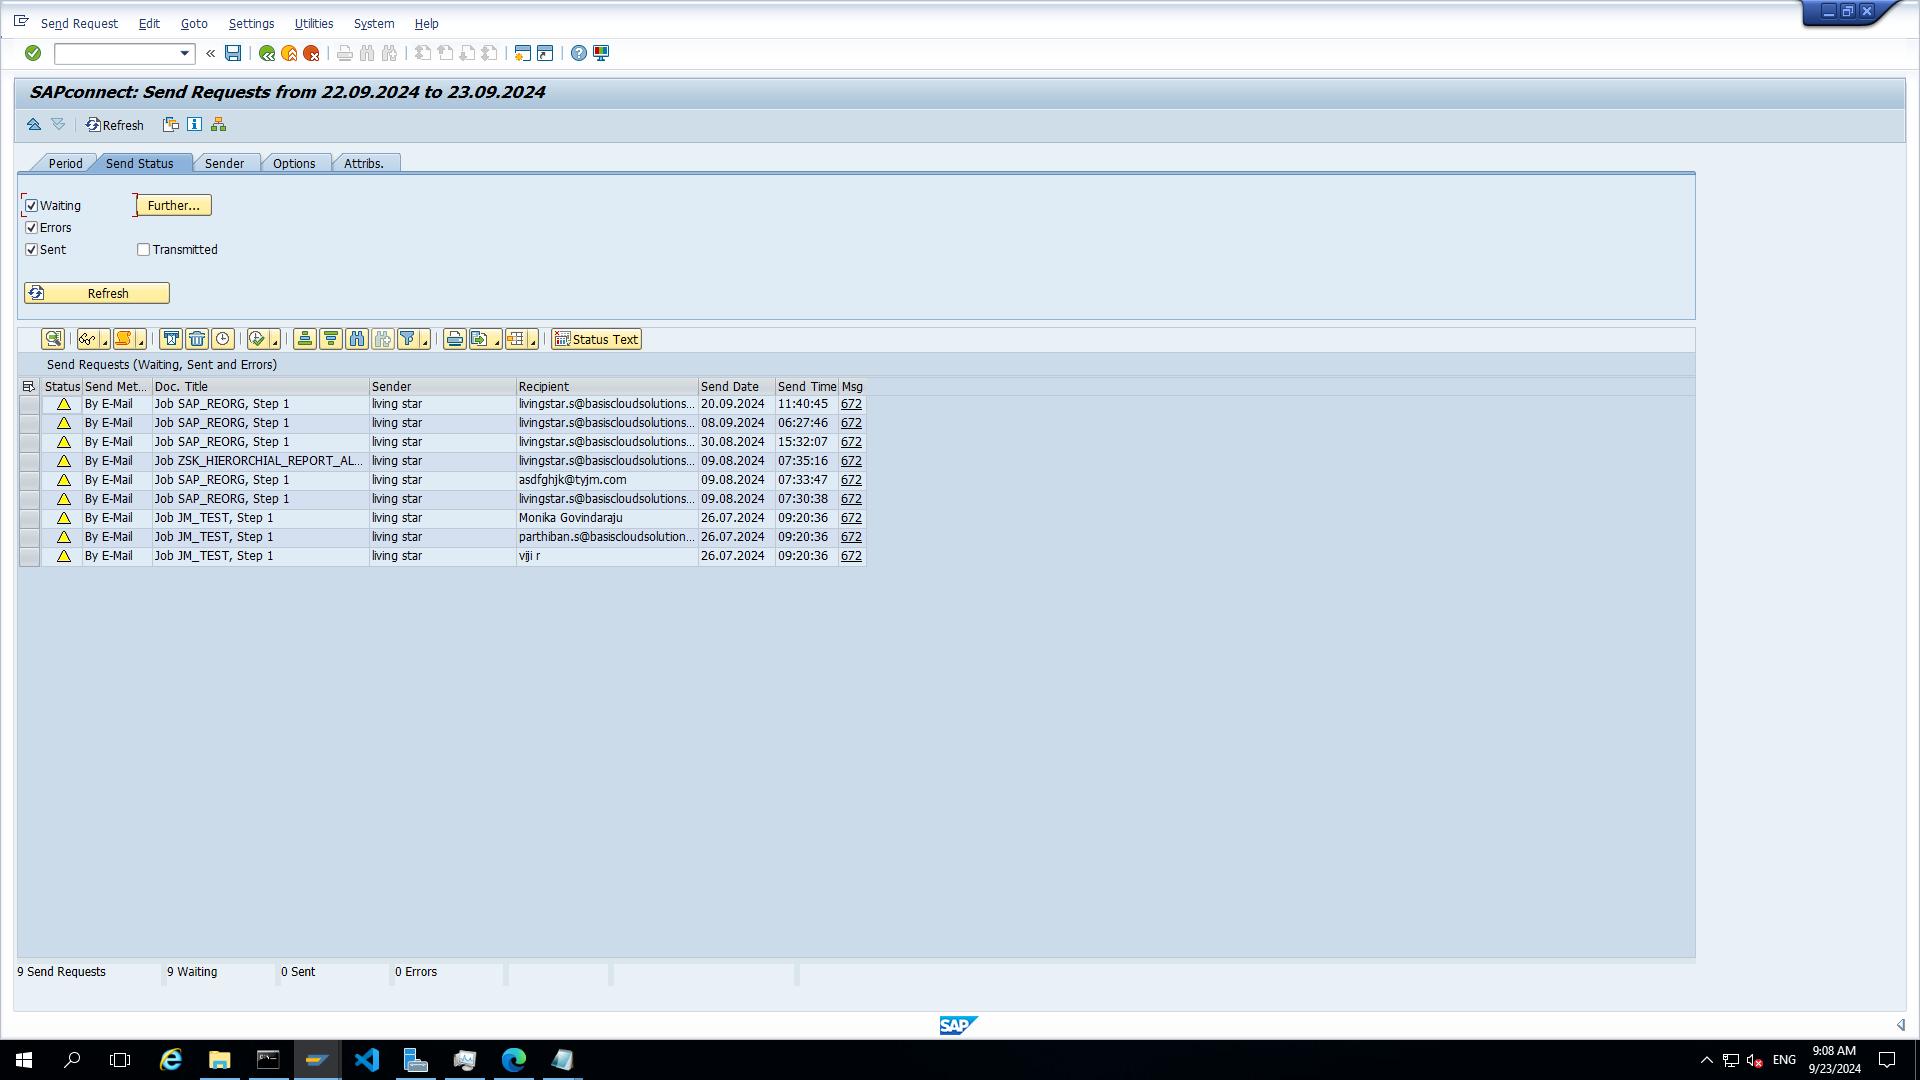 Send Request Edit Goto Settings Utilities System Help
SAPconnect: Send Requests from 22.09.2024 to 23.09.2024
Refresh
Period Send Status Sender Options Attribs.
Waiting Further...
Errors
Sent Transmitted
Refresh
Status Text
Send Requests (Waiting, Sent and Errors)
Status Send Met... Doc. Title Sender Recipient Send Date Send Time Msg
By E-Mail Job SAP_REORG, Step 1 living star livingstar.s@basiscloudsolutions... 20.09.2024 11:40:45 672
By E-Mail Job SAP_REORG, Step 1 living star livingstar.s@basiscloudsolutions... 08.09.2024 06:27:46 672
By E-Mail Job SAP_REORG, Step 1 living star livingstar.s@basiscloudsolutions... 30.08.2024 15:32:07 672
By E-Mail Job ZSK_HIERORCHIAL_REPORT_AL... living star livingstar.s@basiscloudsolutions... 09.08.2024 07:35:16 672
By E-Mail Job SAP_REORG, Step 1 living star asdfghjk@tyjm.com 09.08.2024 07:33:47 672
By E-Mail Job SAP_REORG, Step 1 living star livingstar.s@basiscloudsolutions... 09.08.2024 07:30:38 672
By E-Mail Job JM_TEST, Step 1 living star Monika Govindaraju 26.07.2024 09:20:36 672
By E-Mail Job JM_TEST, Step 1 living star parthiban.s@basiscloudsolution... 26.07.2024 09:20:36 672
By E-Mail Job JM_TEST, Step 1 living star viji r 26.07.2024 09:20:36 672
9 Send Requests 9 Waiting 0 Sent 0 Errors
SAP
ENG 9:08 AM
9/23/2024